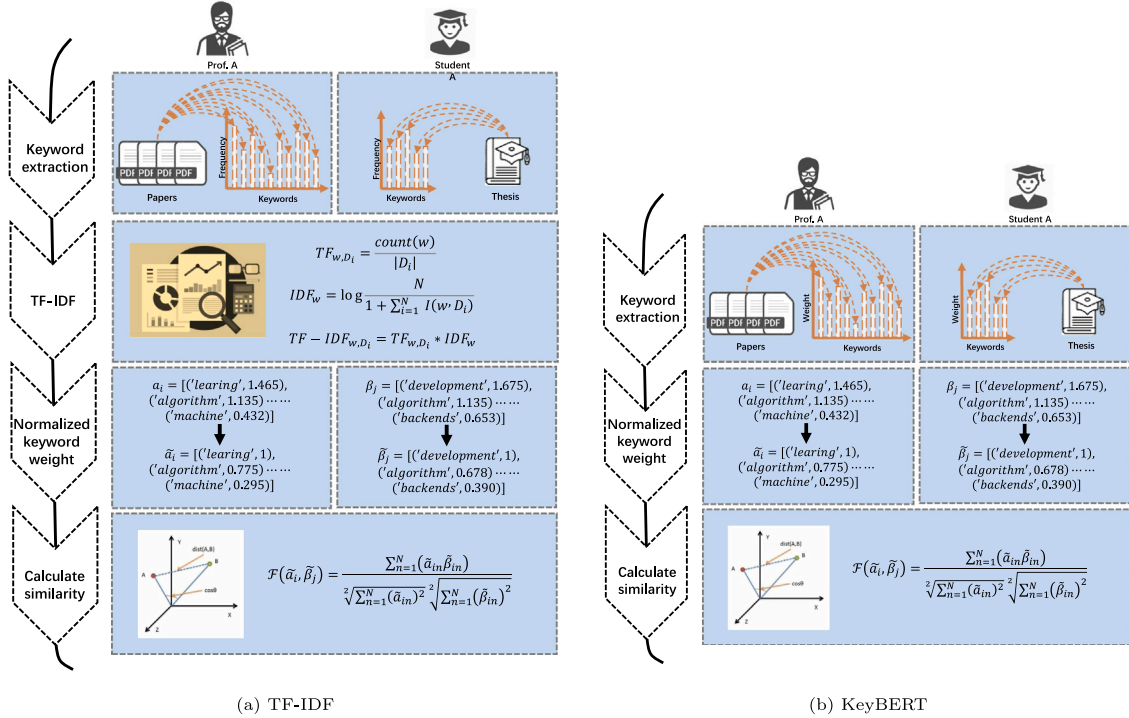 Prof. A
Student
A
Keyword
extraction
PDF PDF PDF PDF
Papers
Frequency
Keywords
Frequency
Keywords
Thesis
TF-IDF
TF_{w,D_i} = count(w) / |D_i|
IDF_w = log N / (1 + ∑_{i=1}^{N} I(w·D_i))
TF − IDF_{w,D_i} = TF_{w,D_i} * IDF_w
Normalized
keyword
weight
a_i = [('learing', 1.465),
('algorithm', 1.135) ⋯⋯
('machine', 0.432)]
ã_i = [('learing', 1),
('algorithm', 0.775) ⋯⋯
('machine', 0.295)]
β_j = [('development', 1.675),
('algorithm', 1.135) ⋯⋯
('backends', 0.653)]
β̃_j = [('development', 1),
('algorithm', 0.678) ⋯⋯
('backends', 0.390)]
Calculate
similarity
Y
dist(A,B)
B
A
cosθ
X
Z
ℱ(ã_i, β̃_j) = ∑_{n=1}^{N}(ã_{in}β̃_{in}) / (²√(∑_{n=1}^{N}(ã_{in})²) ²√(∑_{n=1}^{N}(β̃_{in})²))
(a) TF-IDF
Prof. A
Student A
Keyword
extraction
PDF PDF PDF PDF
Papers
Weight
Keywords
Weight
Keywords
Thesis
Normalized
keyword
weight
a_i = [('learing', 1.465),
('algorithm', 1.135) ⋯⋯
('machine', 0.432)]
ã_i = [('learing', 1),
('algorithm', 0.775) ⋯⋯
('machine', 0.295)]
β_j = [('development', 1.675),
('algorithm', 1.135) ⋯⋯
('backends', 0.653)]
β̃_j = [('development', 1),
('algorithm', 0.678) ⋯⋯
('backends', 0.390)]
Calculate
similarity
Y
dist(A,B)
B
A
cosθ
X
Z
ℱ(ã_i, β̃_j) = ∑_{n=1}^{N}(ã_{in}β̃_{in}) / (²√(∑_{n=1}^{N}(ã_{in})²) ²√(∑_{n=1}^{N}(β̃_{in})²))
(b) KeyBERT